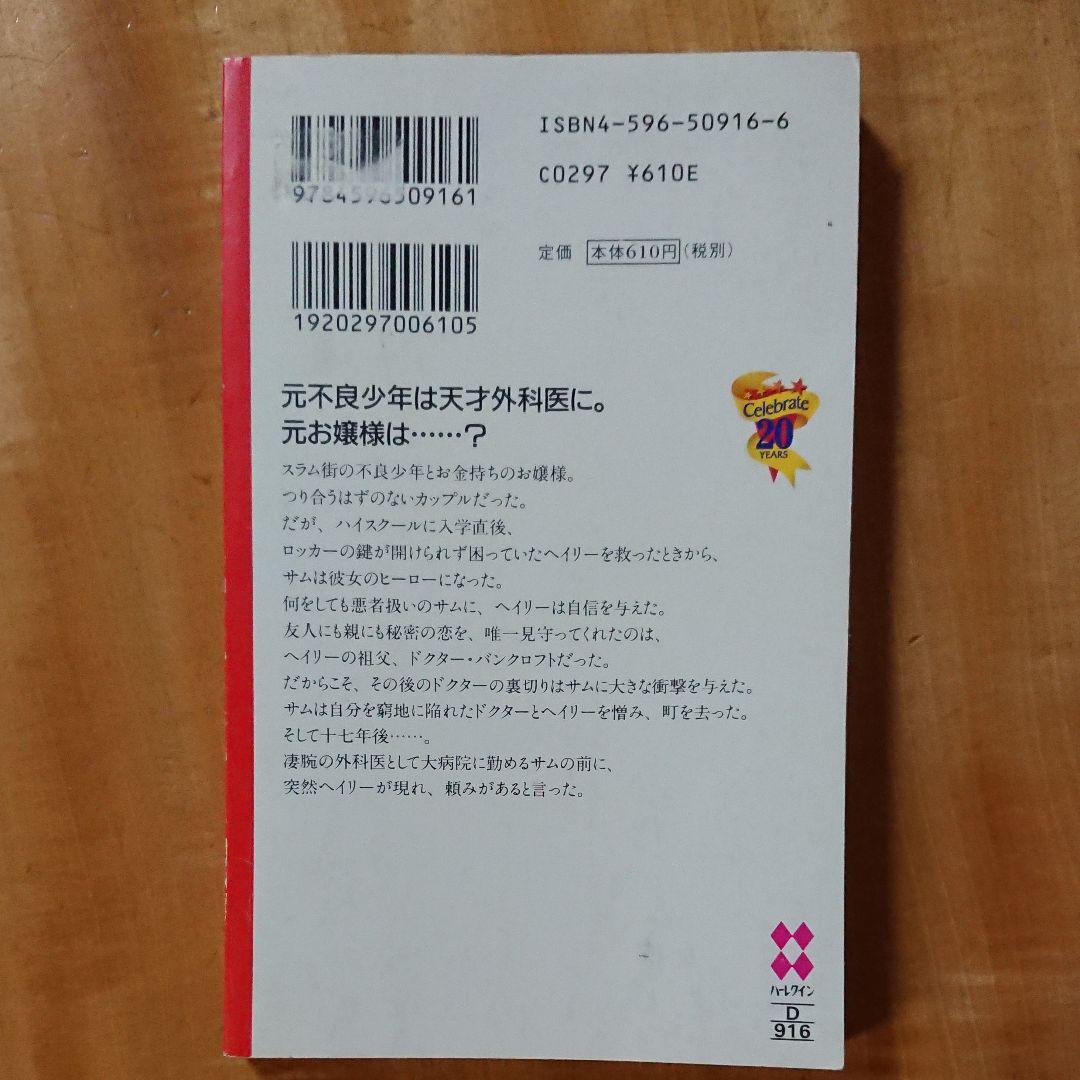 ISBN4-596-50916-6
C0297 ¥610E
9784596509161
定価 本体610円(税別)
1920297006105
元不良少年は天才外科医に。
元お嬢様は……?
Celebrate
20
YEARS
スラム街の不良少年とお金持ちのお嬢様。
つり合うはずのないカップルだった。
だが、ハイスクールに入学直後、
ロッカーの鍵が開けられず困っていたヘイリーを救ったときから、
サムは彼女のヒーローになった。
何をしても悪者扱いのサムに、ヘイリーは自信を与えた。
友人にも親にも秘密の恋を、唯一見守ってくれたのは、
ヘイリーの祖父、ドクター・バンクロフトだった。
だからこそ、その後のドクターの裏切りはサムに大きな衝撃を与えた。
サムは自分を窮地に陥れたドクターとヘイリーを憎み、町を去った。
そして十七年後……。
凄腕の外科医として大病院に勤めるサムの前に、
突然ヘイリーが現れ、頼みがあると言った。
ハーレクイン
D
916